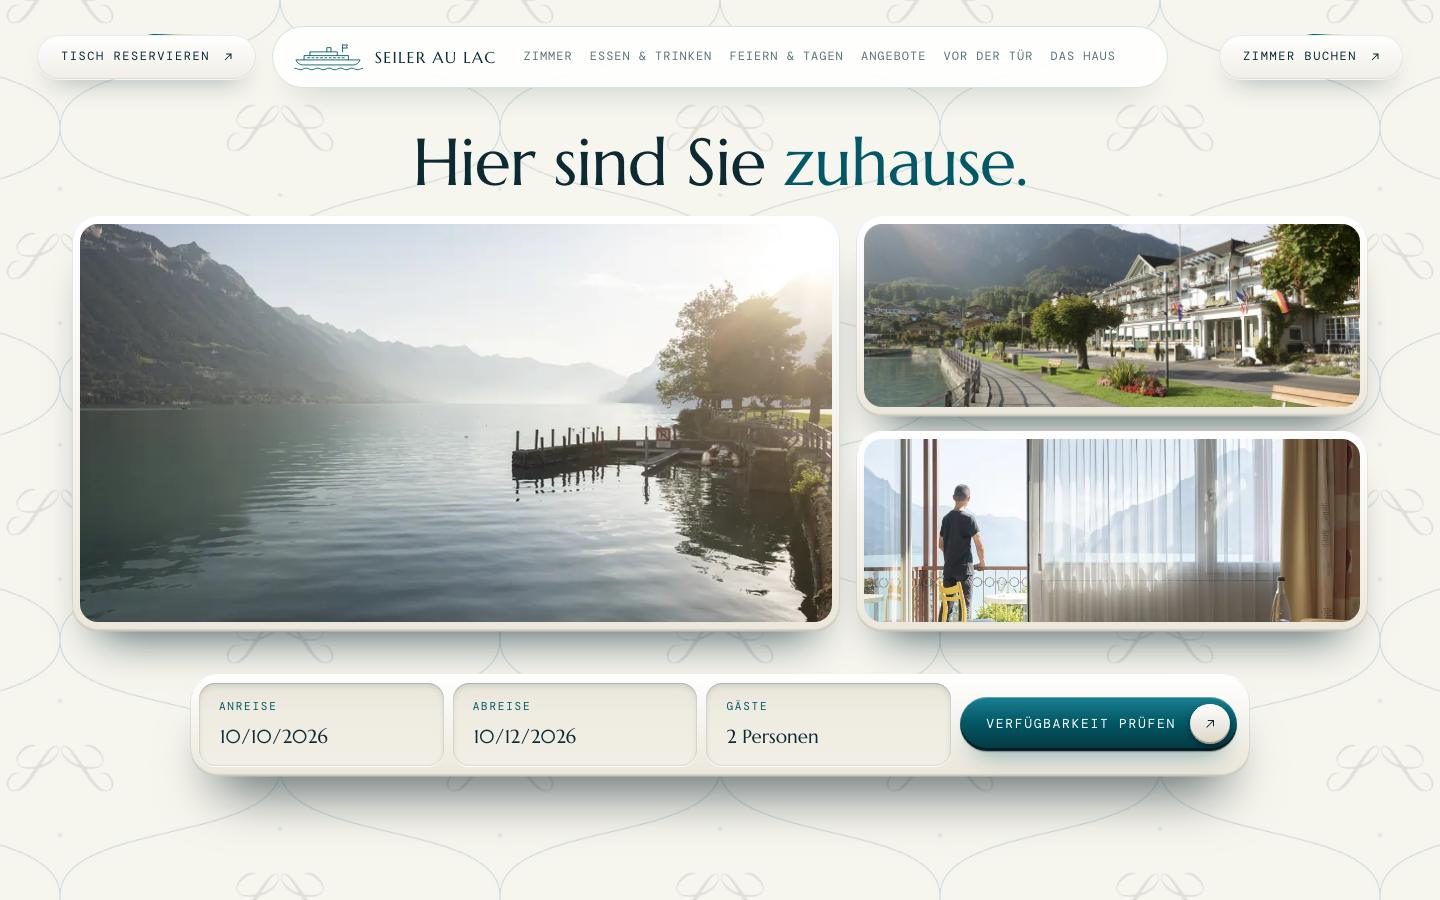 TISCH RESERVIEREN
SEILER AU LAC
ZIMMER ESSEN & TRINKEN FEIERN & TAGEN ANGEBOTE VOR DER TÜR DAS HAUS
ZIMMER BUCHEN
Hier sind Sie zuhause.
ANREISE
10/10/2026
ABREISE
10/12/2026
GÄSTE
2 Personen
VERFÜGBARKEIT PRÜFEN